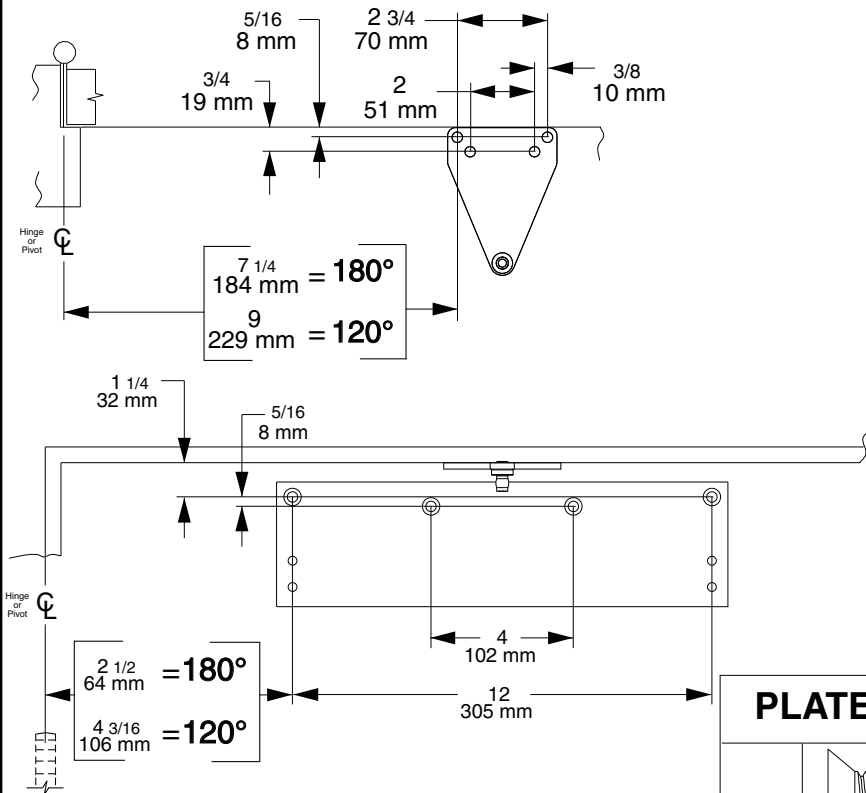 5/16
8 mm
2 3/4
70 mm
3/4
19 mm
2
51 mm
3/8
10 mm
Hinge
or
Pivot
℄
7 1/4
184 mm = 180°
9
229 mm = 120°
1 1/4
32 mm
5/16
8 mm
Hinge
or
Pivot
℄
4
102 mm
2 1/2
64 mm = 180°
4 3/16
106 mm = 120°
12
305 mm
PLATE